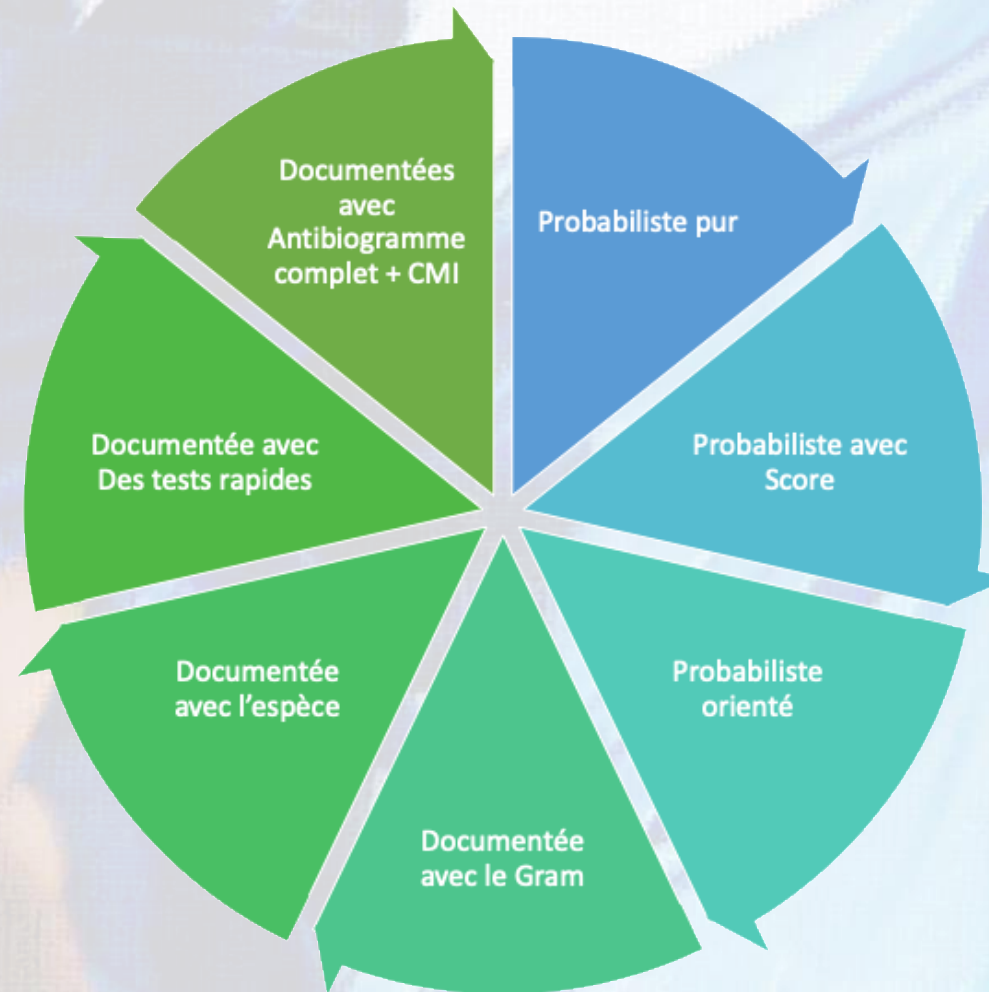 Probabiliste pur
Probabiliste avec
Score
Probabiliste
orienté
Documentée
avec le Gram
Documentée
avec l'espèce
Documentée avec
Des tests rapides
Documentées
avec
Antibiogramme
complet + CMI